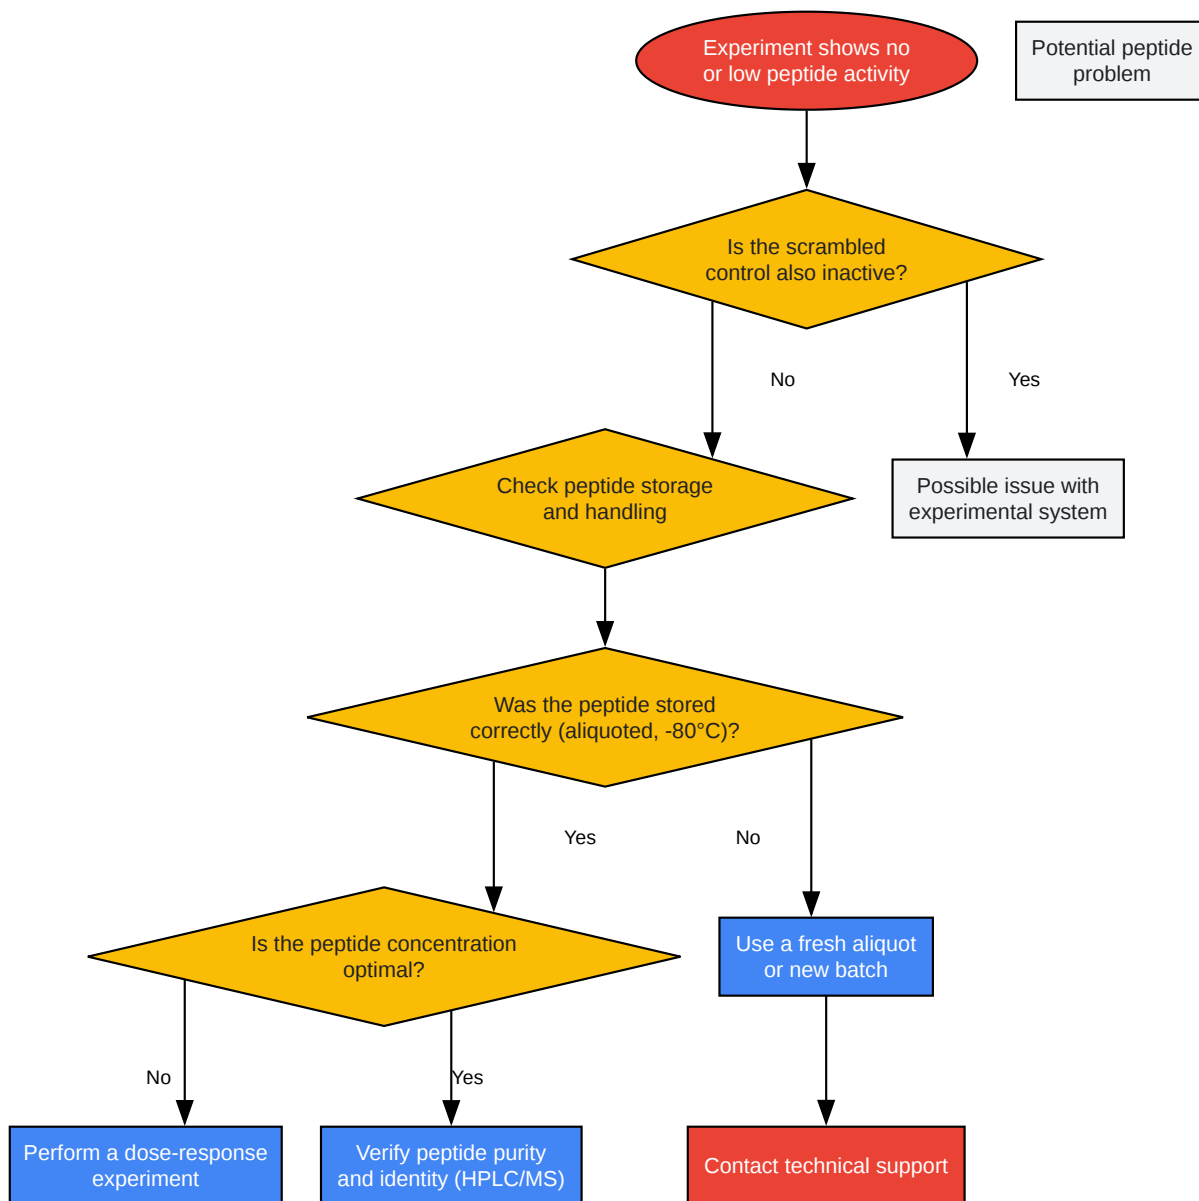 Experiment shows no
or low peptide activity
Potential peptide
problem
Is the scrambled
control also inactive?
No
Yes
Check peptide storage
and handling
Possible issue with
experimental system
Was the peptide stored
correctly (aliquoted, -80°C)?
Yes
No
Is the peptide concentration
optimal?
Use a fresh aliquot
or new batch
No
Yes
Perform a dose-response
experiment
Verify peptide purity
and identity (HPLC/MS)
Contact technical support